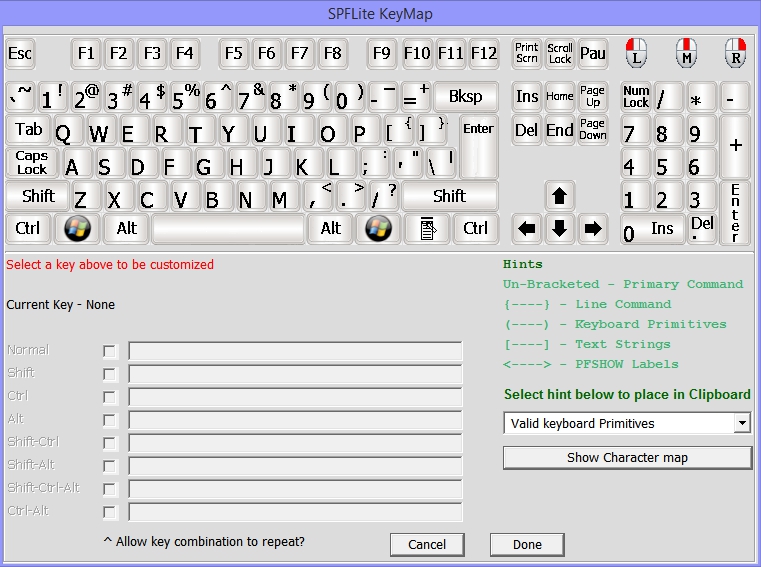 SPFLite KeyMap
Esc F1 F2 F3 F4 F5 F6 F7 F8 F9 F10 F11 F12 Print Scrn Scroll Lock Pau L M R
` ~ 1 ! 2 @ 3 # 4 $ 5 % 6 ^ 7 & 8 * 9 ( 0 ) - _ = + Bksp Ins Home Page Up Num Lock / * -
Tab Q W E R T Y U I O P [ { ] } Enter Del End Page Down 7 8 9 +
Caps Lock A S D F G H J K L ; : ' " \ | 4 5 6
Shift Z X C V B N M , < . > / ? Shift 1 2 3 Enter
Ctrl Alt Alt Ctrl 0 Ins Del .
Select a key above to be customized
Current Key - None
Normal
Shift
Ctrl
Alt
Shift-Ctrl
Shift-Alt
Shift-Ctrl-Alt
Ctrl-Alt
^ Allow key combination to repeat?
Cancel
Done
Hints
Un-Bracketed - Primary Command
{----} - Line Command
(----) - Keyboard Primitives
[----] - Text Strings
<----> - PFSHOW Labels
Select hint below to place in Clipboard
Valid keyboard Primitives
Show Character map